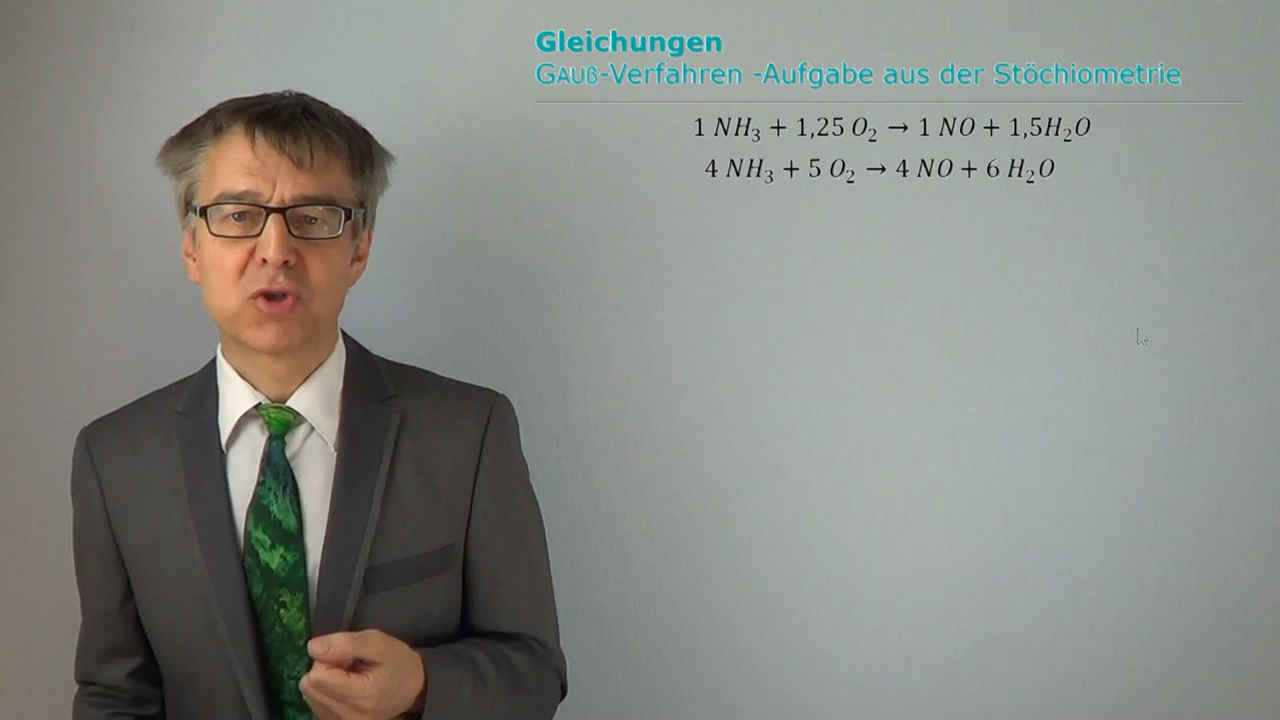 Gleichungen
GAUß-Verfahren -Aufgabe aus der Stöchiometrie
1 NH₃ + 1,25 O₂ → 1 NO + 1,5H₂O
4 NH₃ + 5 O₂ → 4 NO + 6 H₂O